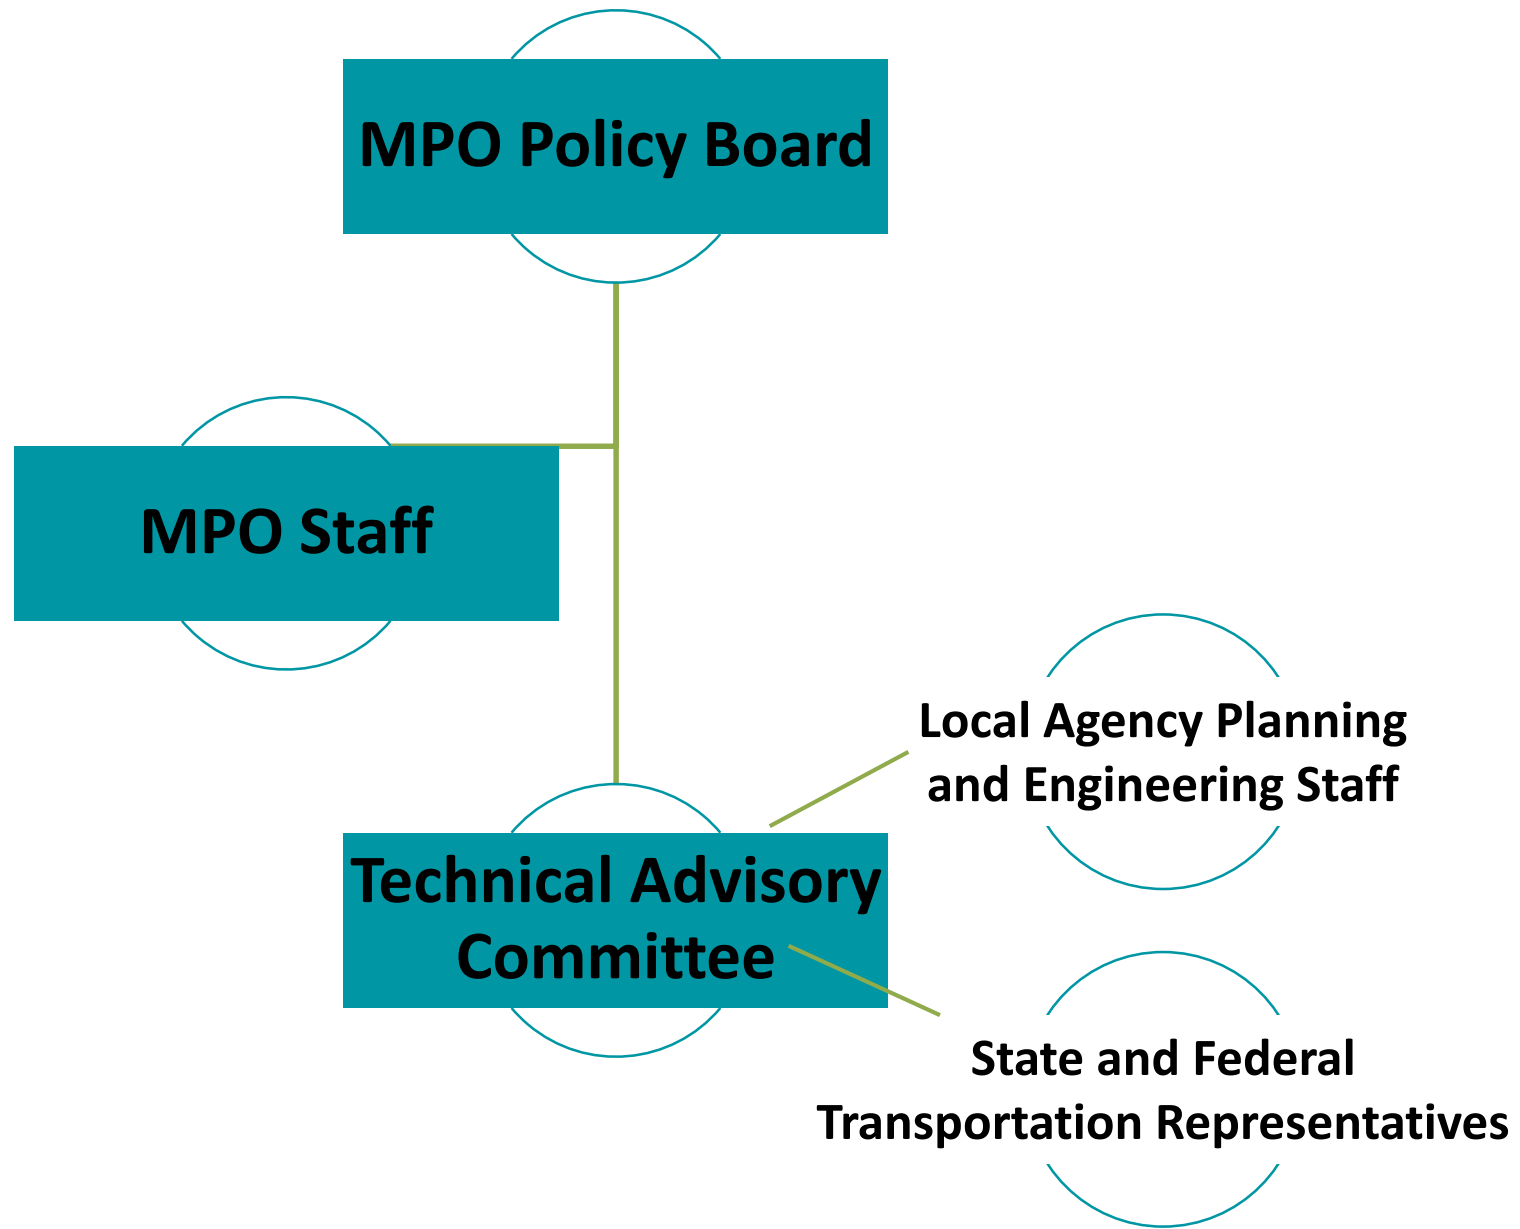 MPO Policy Board
MPO Staff
Local Agency Planning
and Engineering Staff
Technical Advisory
Committee
State and Federal
Transportation Representatives